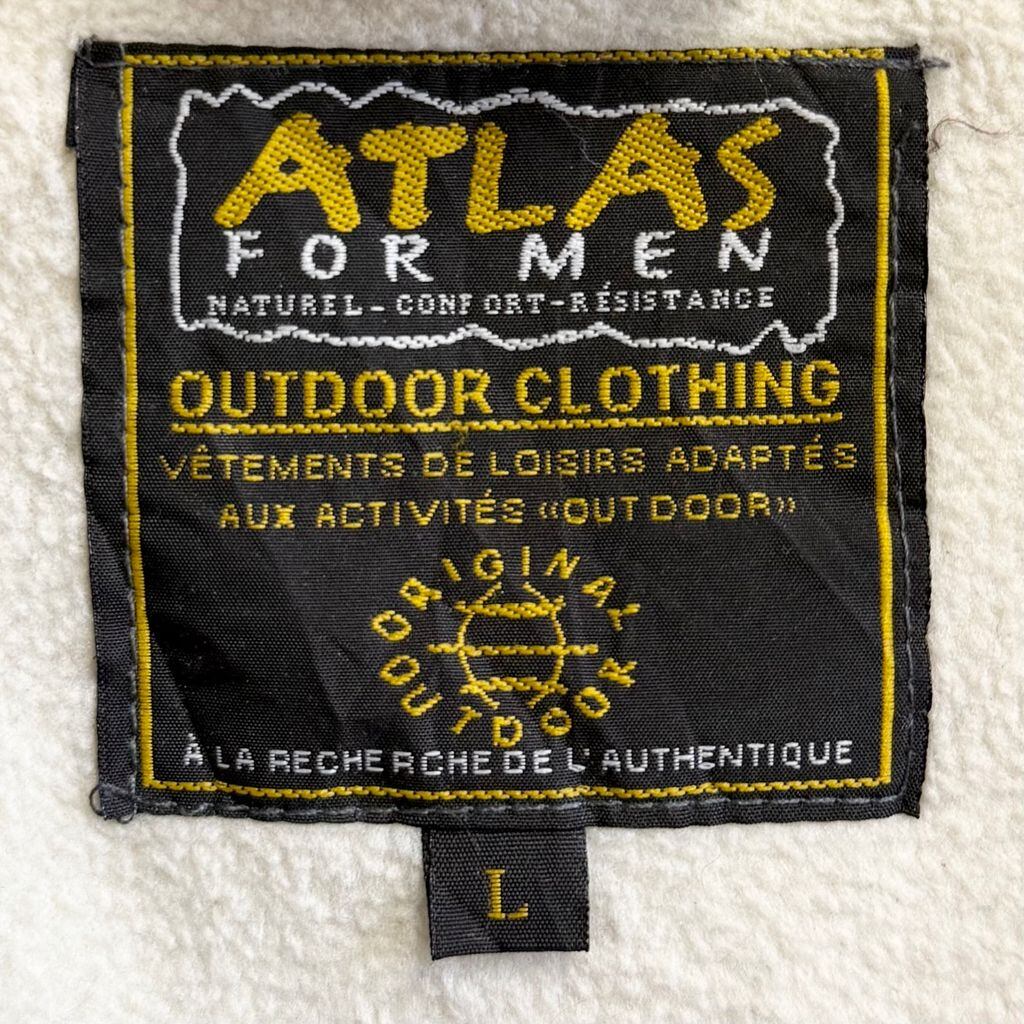 ATLAS
FOR MEN
NATUREL-CONFORT-RÉSISTANCE
OUTDOOR CLOTHING
VÊTEMENTS DE LOISIRS ADAPTÉS
AUX ACTIVITÉS «OUTDOOR»
ORIGINAL
OUTDOOR
À LA RECHERCHE DE L'AUTHENTIQUE
L